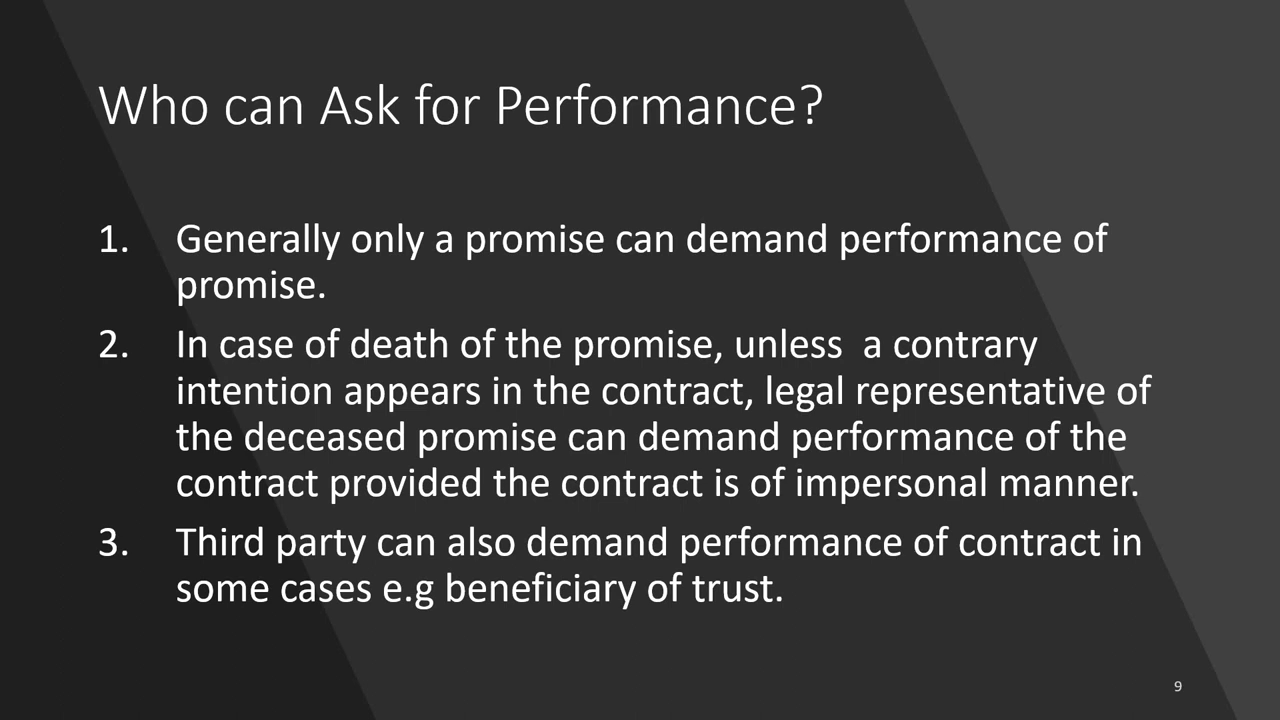 Who can Ask for Performance?
1. Generally only a promise can demand performance of
promise.
2. In case of death of the promise, unless  a contrary
intention appears in the contract, legal representative of
the deceased promise can demand performance of the
contract provided the contract is of impersonal manner.
3. Third party can also demand performance of contract in
some cases e.g beneficiary of trust.
9